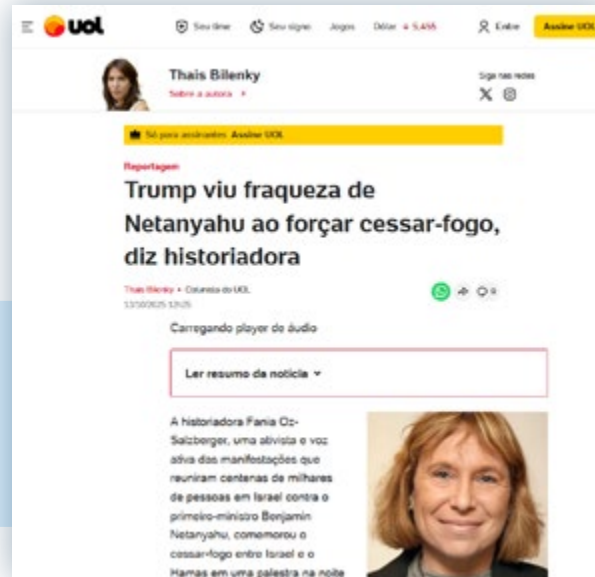 uol
Seu time Seu signo Jogos Dólar 5,455 Entre Assine UOL
Thais Bilenky
Sobre a autora
Siga nas redes
Só para assinantes Assine UOL
Reportagem
Trump viu fraqueza de
Netanyahu ao forçar cessar-fogo,
diz historiadora
Thais Bilenky • Colunista do UOL
Carregando player de áudio
Ler resumo da notícia
A historiadora Fania Oz-
Salzberger, uma ativista e voz
ativa das manifestações que
reuniram centenas de milhares
de pessoas em Israel contra o
primeiro-ministro Benjamin
Netanyahu, comemorou o
cessar-fogo entre Israel e o
Hamas em uma palestra na noite